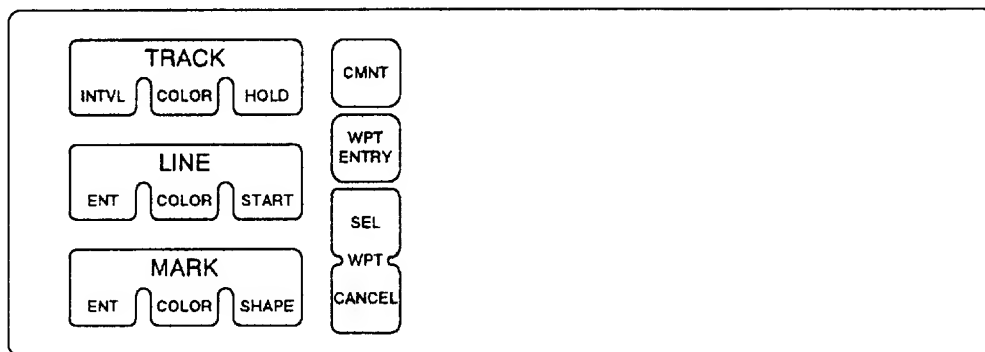 TRACK
INTVL COLOR HOLD
LINE
ENT COLOR START
MARK
ENT COLOR SHAPE
CMNT
WPT
ENTRY
SEL
WPT
CANCEL